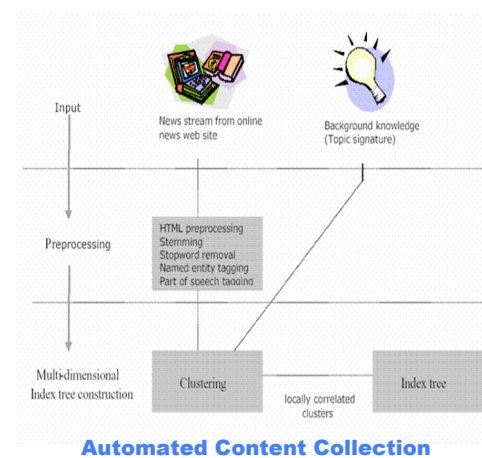 Input
News stream from online
news web site
Background knowledge
(Topic signature)
Preprocessing
HTML preprocessing
Stemming
Stopword removal
Named entity tagging
Part of speech tagging
Multi-dimensional
Index tree construction
Clustering
locally correlated
clusters
Index tree
Automated Content Collection